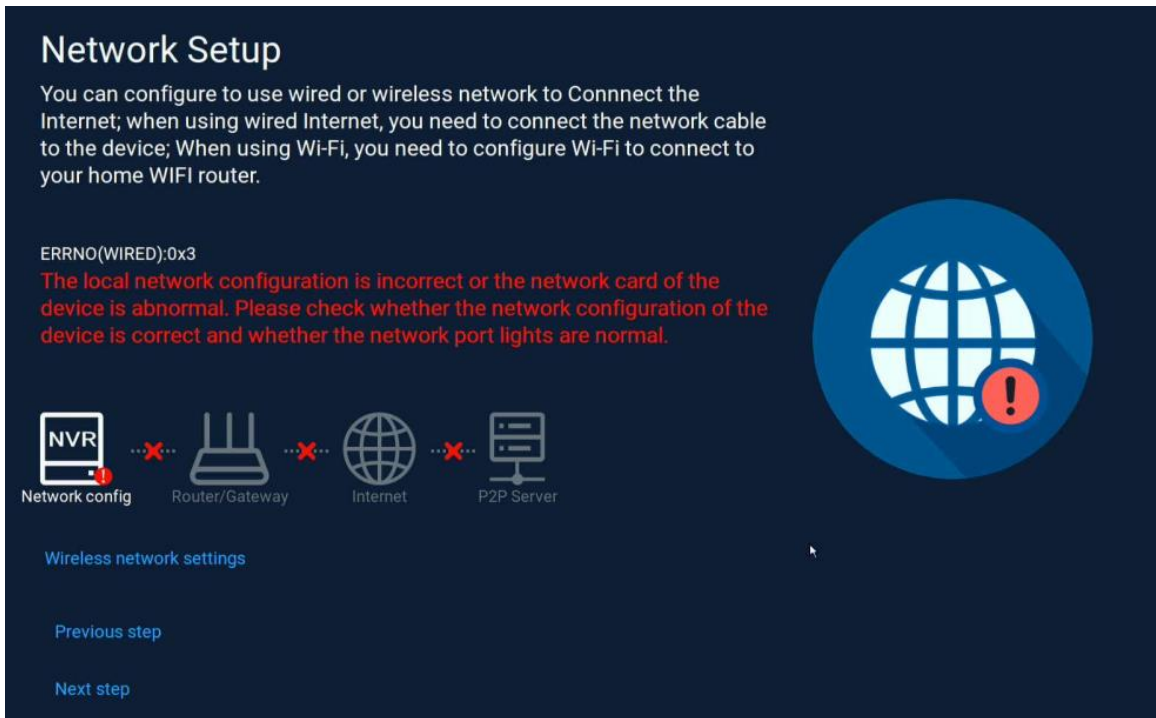 Network Setup
You can configure to use wired or wireless network to Connnect the
Internet; when using wired Internet, you need to connect the network cable
to the device; When using Wi-Fi, you need to configure Wi-Fi to connect to
your home WIFI router.
ERRNO(WIRED):0x3
The local network configuration is incorrect or the network card of the
device is abnormal. Please check whether the network configuration of the
device is correct and whether the network port lights are normal.
NVR
Network config
Router/Gateway
Internet
P2P Server
Wireless network settings
Previous step
Next step